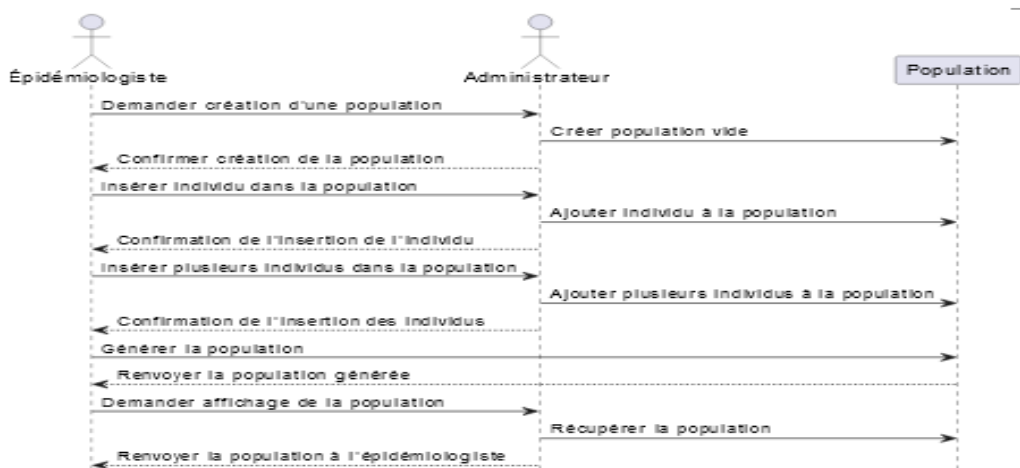 Épidémiologiste
Administrateur
Population
Demander création d'une population
Créer population vide
Confirmer création de la population
Insérer individu dans la population
Ajouter individu à la population
Confirmation de l'insertion de l'individu
Insérer plusieurs individus dans la population
Ajouter plusieurs individus à la population
Confirmation de l'insertion des individus
Générer la population
Renvoyer la population générée
Demander affichage de la population
Récupérer la population
Renvoyer la population à l'épidémiologiste